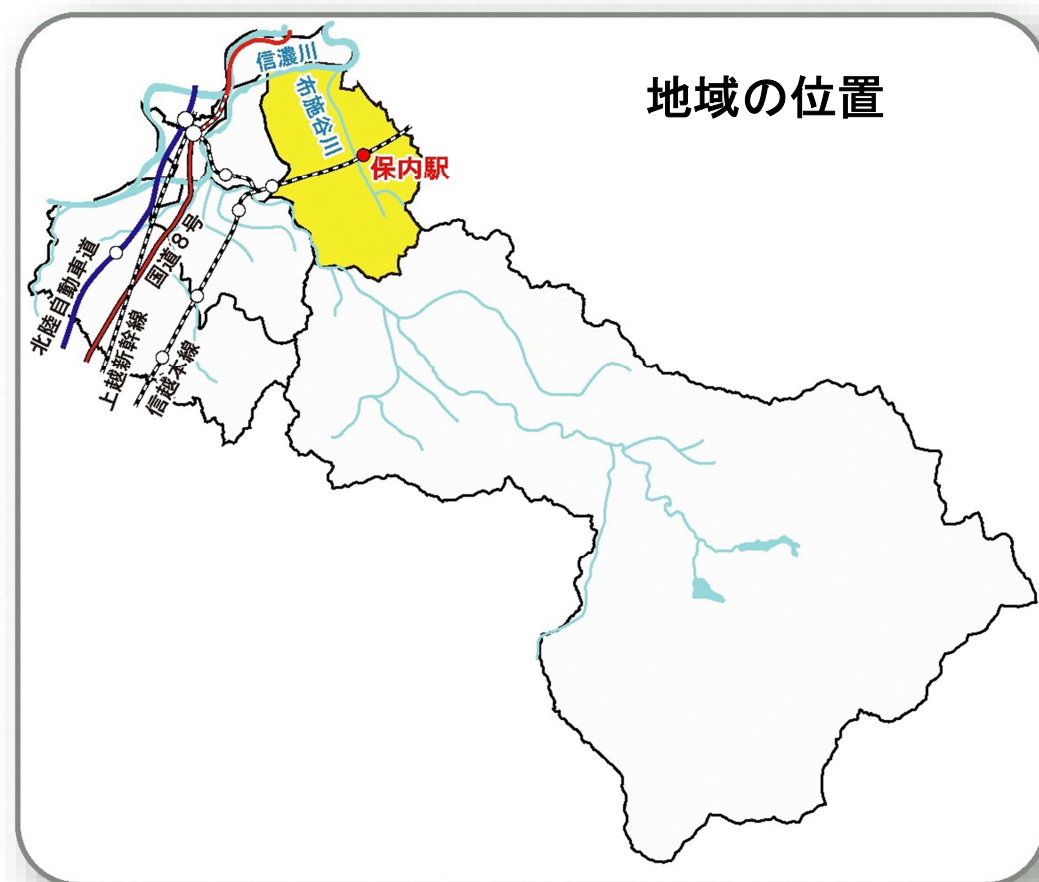 地域の位置
信濃川
布施谷川
保内駅
国道8号
北陸自動車道
上越新幹線
信越本線